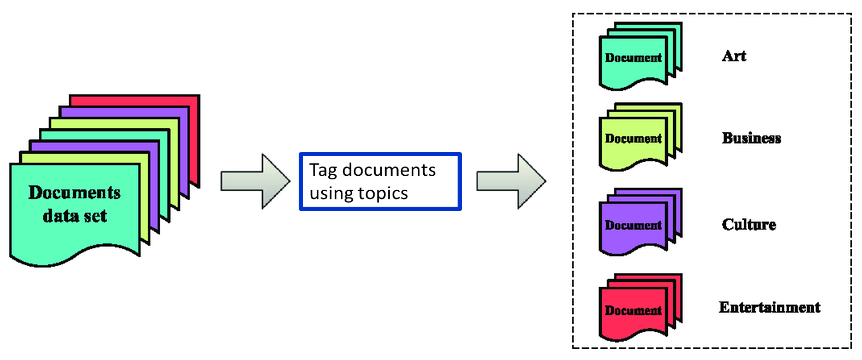 Documents
data set
Tag documents
using topics
Document
Art
Document
Business
Document
Culture
Document
Entertainment